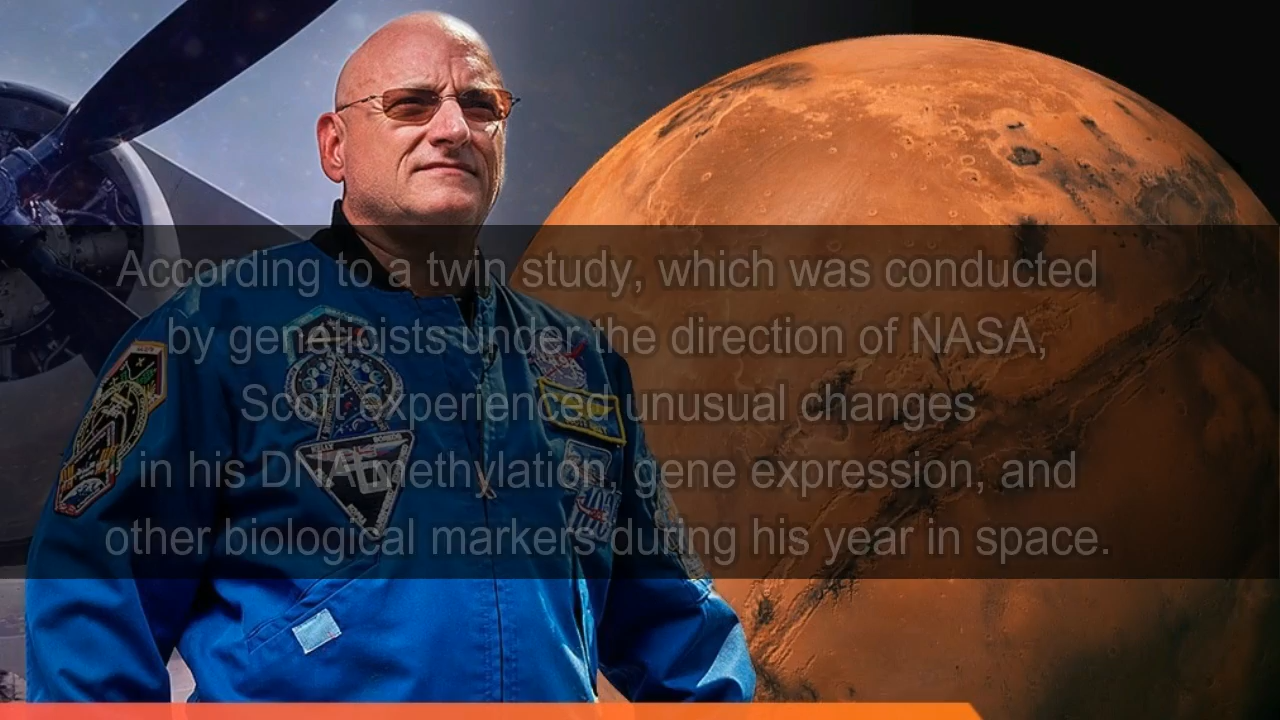 According to a twin study, which was conducted
by geneticists under the direction of NASA,
Scott experienced unusual changes
in his DNA methylation, gene expression, and
other biological markers during his year in space.